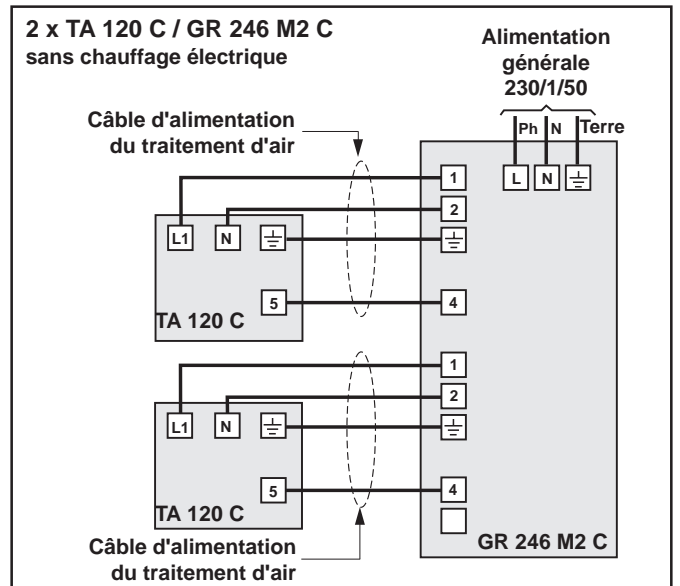 2 x TA 120 C / GR 246 M2 C
sans chauffage électrique
Alimentation
générale
230/1/50
Câble d'alimentation
du traitement d'air
Ph N Terre
L N
1
2
L1 N
5
4
TA 120 C
1
2
L1 N
5
4
TA 120 C
GR 246 M2 C
Câble d'alimentation
du traitement d'air